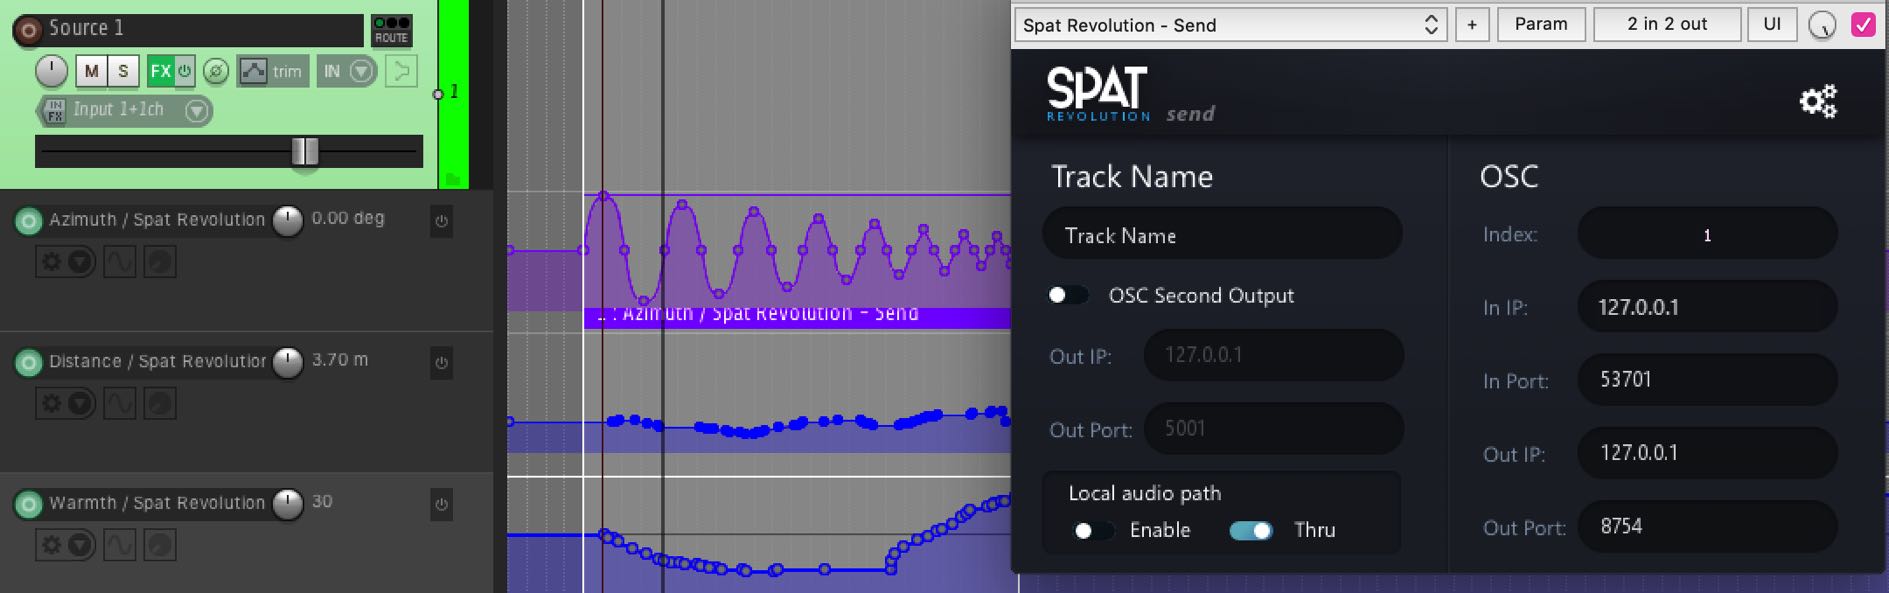 Source 1
ROUTE
M S FX trim IN
IN FX Input 1+1ch
1
Azimuth / Spat Revolution 0.00 deg
Distance / Spat Revolution 3.70 m
Warmth / Spat Revolution 30
Azimuth / Spat Revolution - Send
Spat Revolution - Send
+
Param
2 in 2 out
UI
SPAT
REVOLUTION send
Track Name
Track Name
OSC Second Output
Out IP: 127.0.0.1
Out Port: 5001
Local audio path
Enable Thru
OSC
Index: 1
In IP: 127.0.0.1
In Port: 53701
Out IP: 127.0.0.1
Out Port: 8754